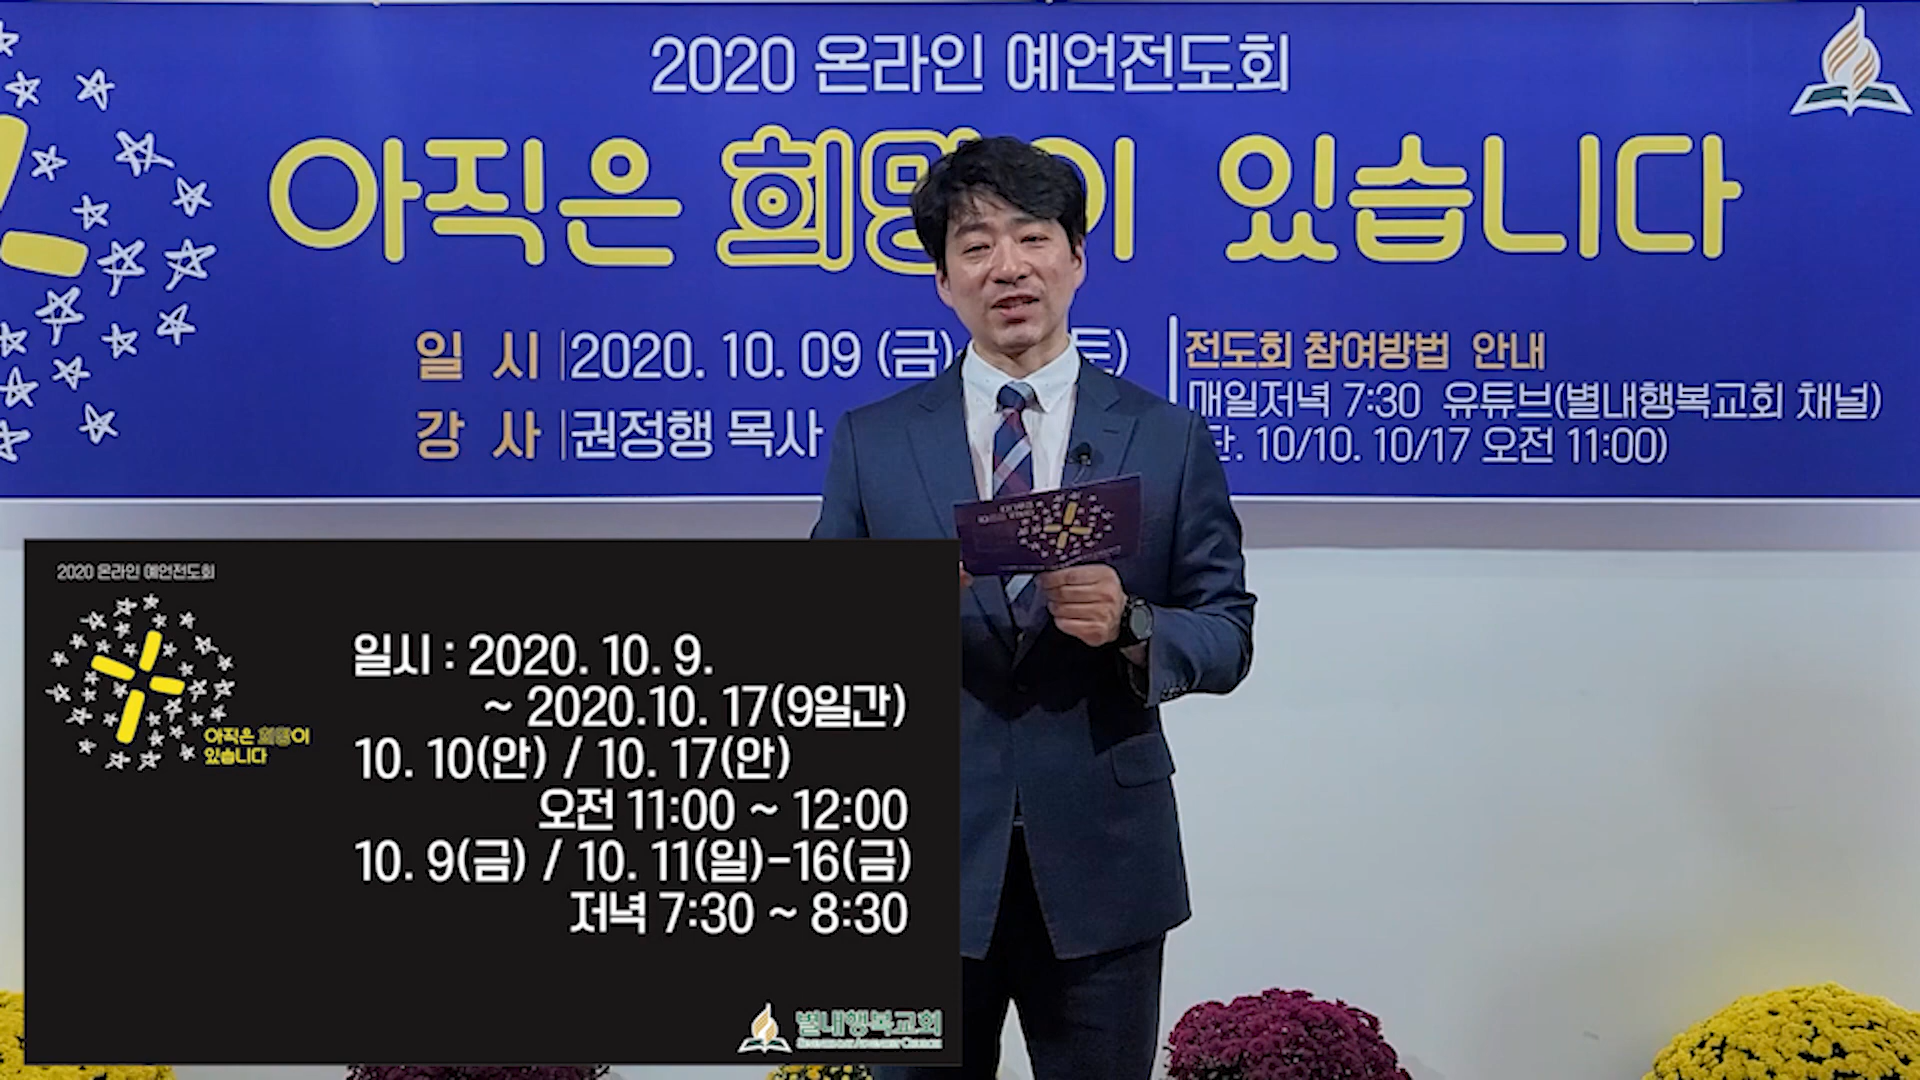 2020 온라인 예언전도회
아직은 희망이 있습니다
일 시 2020. 10. 09 (금) 토)
강 사 권정행 목사
전도회 참여방법 안내
매일저녁 7:30 유튜브(별내행복교회 채널)
단. 10/10. 10/17 오전 11:00)
2020 온라인 예언전도회
아직은 희망이
있습니다
일시 : 2020. 10. 9.
~ 2020.10. 17(9일간)
10. 10(안) / 10. 17(안)
오전 11:00 ~ 12:00
10. 9(금) / 10. 11(일)-16(금)
저녁 7:30 ~ 8:30
별내행복교회